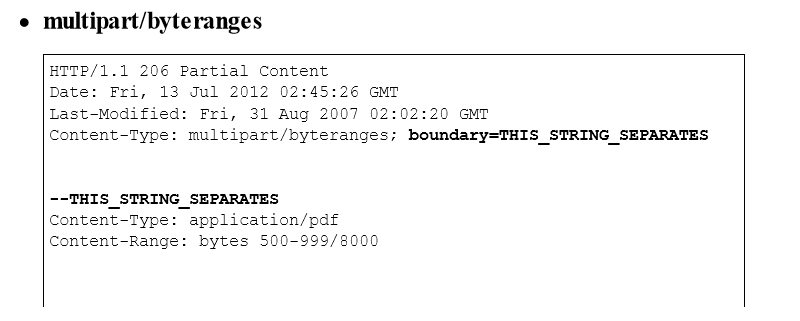 • multipart/byteranges
HTTP/1.1 206 Partial Content
Date: Fri, 13 Jul 2012 02:45:26 GMT
Last-Modified: Fri, 31 Aug 2007 02:02:20 GMT
Content-Type: multipart/byteranges; boundary=THIS_STRING_SEPARATES
--THIS_STRING_SEPARATES
Content-Type: application/pdf
Content-Range: bytes 500-999/8000